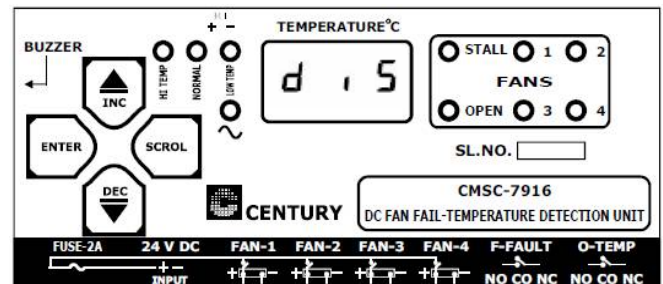 TEMPERATURE°C
+ -
BUZZER
HI TEMP
NORMAL
LOW TEMP
diS
STALL 1 2
FANS
OPEN 3 4
INC
ENTER
SCROL
DEC
SL.NO.
CENTURY
CMSC-7916
DC FAN FAIL-TEMPERATURE DETECTION UNIT
FUSE-2A 24 V DC FAN-1 FAN-2 FAN-3 FAN-4 F-FAULT O-TEMP
+ - + - + - + - + -
INPUT NO CO NC NO CO NC